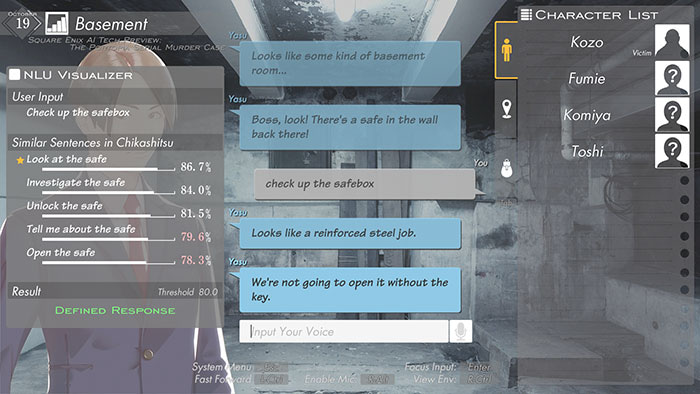 OCTOBER
19
Basement
Square Enix AI Tech Preview:
The Portopia Serial Murder Case
NLU Visualizer
User Input
Check up the safebox
Similar Sentences in Chikashitsu
Look at the safe
86.7%
Investigate the safe
84.0%
Unlock the safe
81.5%
Tell me about the safe
79.6%
Open the safe
78.3%
Result
Threshold 80.0
Defined Response
Yasu
Looks like some kind of basement
room...
Yasu
Boss, look! There's a safe in the wall
back there!
You
check up the safebox
Yasu
Looks like a reinforced steel job.
Yasu
We're not going to open it without the
key.
Input Your Voice
System Menu
Focus Input: Enter
Fast Forward
Enable Mic:
View Env: R.Ctrl
Character List
Kozo
Victim
Fumie
?
Komiya
?
Toshi
?